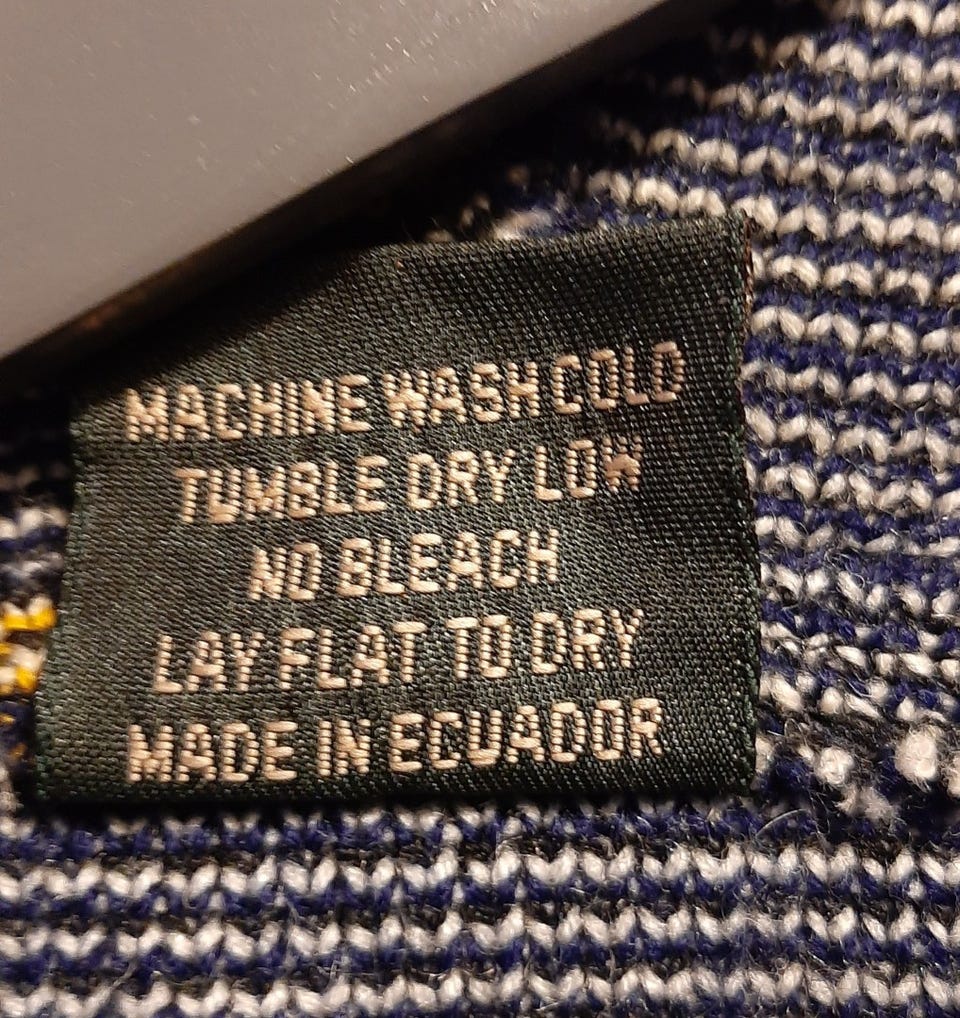 MACHINE WASH COLD
TUMBLE DRY LOW
NO BLEACH
LAY FLAT TO DRY
MADE IN ECUADOR